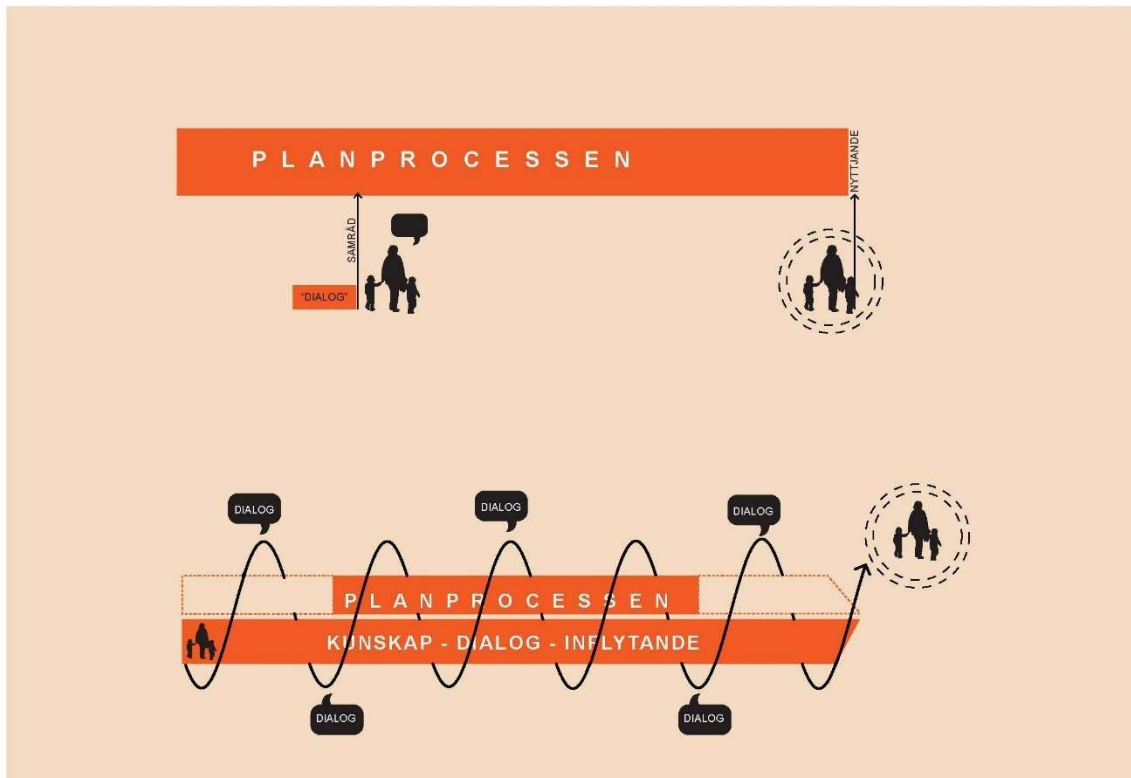 PLANPROCESSEN
NYTTJANDE
SAMRÅD
"DIALOG"
DIALOG
DIALOG
DIALOG
PLANPROCESSEN
KUNSKAP - DIALOG - INFLYTANDE
DIALOG
DIALOG